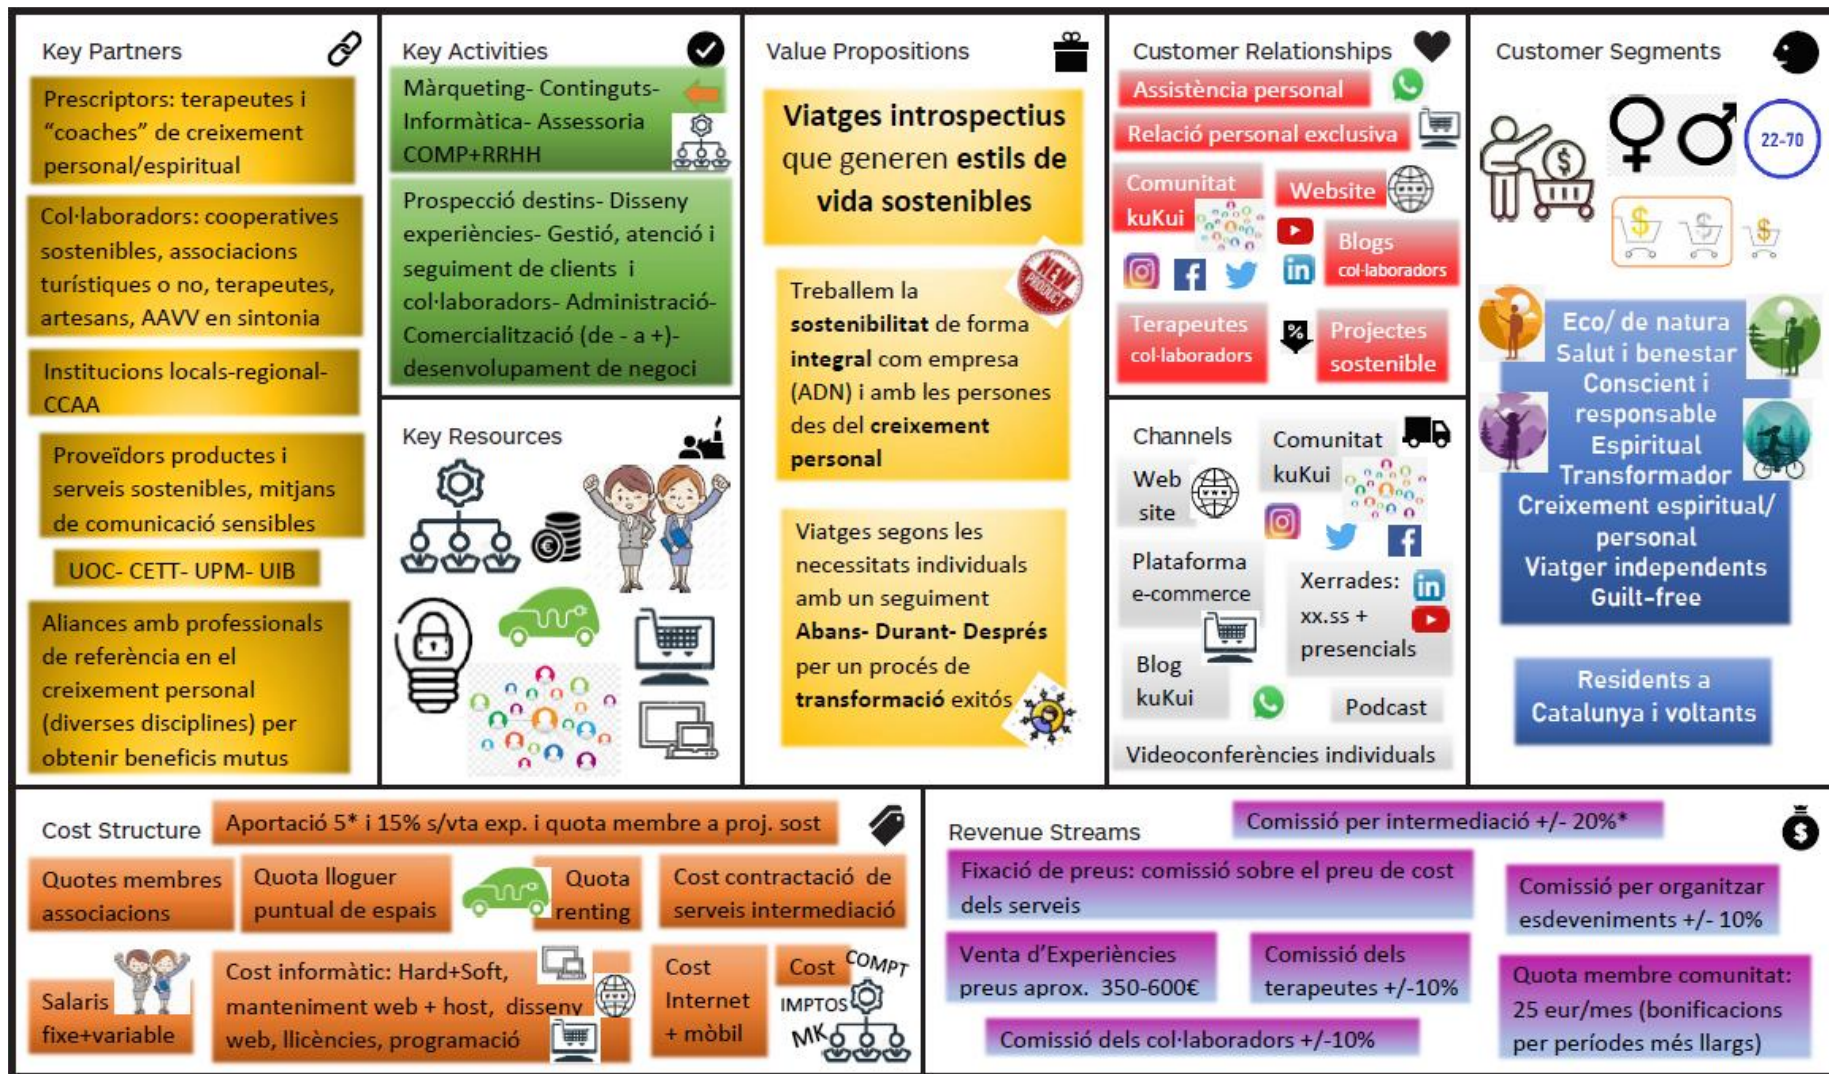 Key Partners
Prescriptors: terapeutes i
“coaches” de creixement
personal/espiritual
Col·laboradors: cooperatives
sostenibles, associacions
turístiques o no, terapeutes,
artesans, AAVV en sintonia
Institucions locals-regional-
CCAA
Proveïdors productes i
serveis sostenibles, mitjans
de comunicació sensibles
UOC- CETT- UPM- UIB
Aliances amb professionals
de referència en el
creixement personal
(diverses disciplines) per
obtenir beneficis mutus
Key Activities
Màrqueting- Continguts-
Informàtica- Assessoria
COMP+RRHH
Prospecció destins- Disseny
experiències- Gestió, atenció i
seguiment de clients i
col·laboradors- Administració-
Comercialització (de - a +)-
desenvolupament de negoci
Key Resources
Value Propositions
Viatges introspectius
que generen estils de
vida sostenibles
NEW
PRODUCT
Treballem la
sostenibilitat de forma
integral com empresa
(ADN) i amb les persones
des del creixement
personal
Viatges segons les
necessitats individuals
amb un seguiment
Abans- Durant- Després
per un procés de
transformació exitós
Customer Relationships
Assistència personal
Relació personal exclusiva
Comunitat
kuKui
Website
Blogs
col·laboradors
Terapeutes
col·laboradors
%
Projectes
sostenible
Channels
Comunitat
kuKui
Web
site
Plataforma
e-commerce
Xerrades:
xx.ss +
presencials
Blog
kuKui
Podcast
Videoconferències individuals
Customer Segments
22-70
Eco/ de natura
Salut i benestar
Conscient i
responsable
Espiritual
Transformador
Creixement espiritual/
personal
Viatger independents
Guilt-free
Residents a
Catalunya i voltants
Cost Structure
Aportació 5* i 15% s/vta exp. i quota membre a proj. sost
Quotes membres
associacions
Quota lloguer
puntual de espais
Quota
renting
Cost contractació de
serveis intermediació
Salaris
fixe+variable
Cost informàtic: Hard+Soft,
manteniment web + host, disseny
web, llicències, programació
Cost
Internet
+ mòbil
Cost
COMPT
IMPTOS
MK
Revenue Streams
Comissió per intermediació +/- 20%*
Fixació de preus: comissió sobre el preu de cost
dels serveis
Comissió per organitzar
esdeveniments +/- 10%
Venta d’Experiències
preus aprox. 350-600€
Comissió dels
terapeutes +/-10%
Comissió dels col·laboradors +/-10%
Quota membre comunitat:
25 eur/mes (bonificacions
per períodes més llargs)